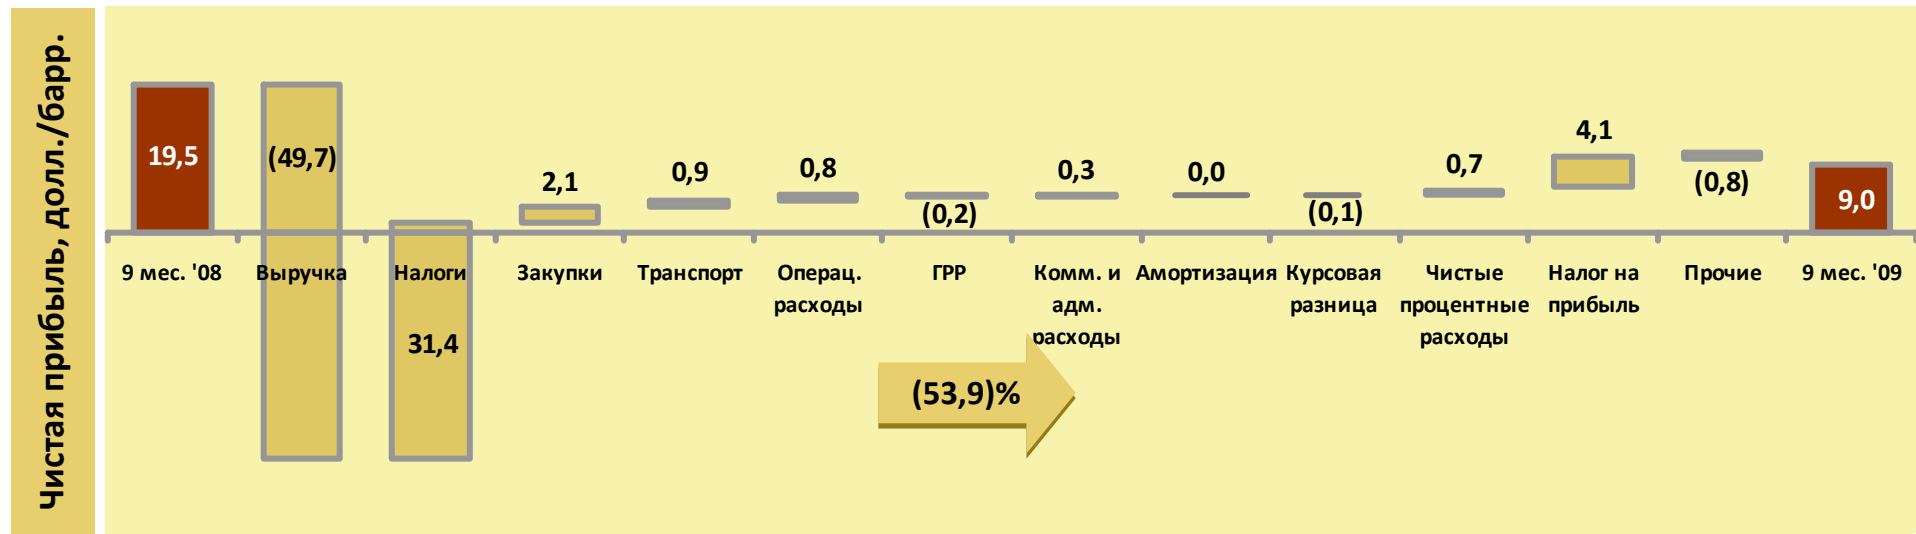 Чистая прибыль, долл./барр.
19,5
(49,7)
31,4
2,1
0,9
0,8
(0,2)
0,3
0,0
(0,1)
0,7
4,1
(0,8)
9,0
9 мес. '08
Выручка
Налоги
Закупки
Транспорт
Операц.
расходы
ГРР
Комм. и
адм.
расходы
Амортизация
Курсовая
разница
Чистые
процентные
расходы
Налог на
прибыль
Прочие
9 мес. '09
(53,9)%